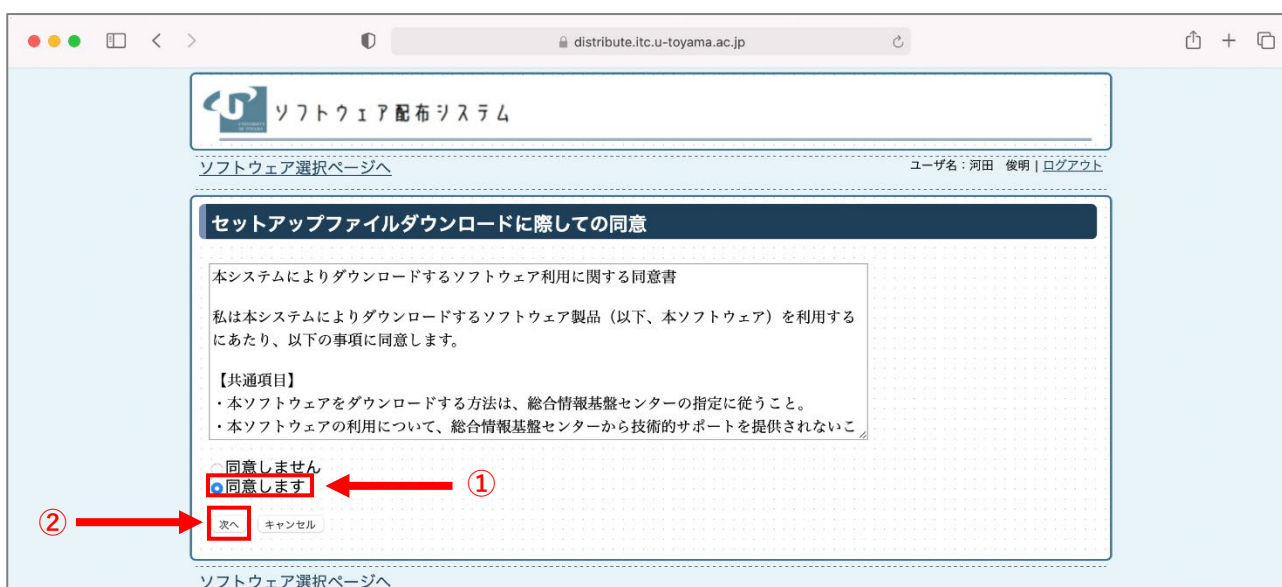 distribute.itc.u-toyama.ac.jp
ソフトウェア配布システム
ソフトウェア選択ページへ
ユーザ名：河田　俊明 | ログアウト
セットアップファイルダウンロードに際しての同意
本システムによりダウンロードするソフトウェア利用に関する同意書
私は本システムによりダウンロードするソフトウェア製品（以下、本ソフトウェア）を利用する
にあたり、以下の事項に同意します。
【共通項目】
・本ソフトウェアをダウンロードする方法は、総合情報基盤センターの指定に従うこと。
・本ソフトウェアの利用について、総合情報基盤センターから技術的サポートを提供されないこ
同意しません
同意します ①
② 次へ キャンセル
ソフトウェア選択ページへ